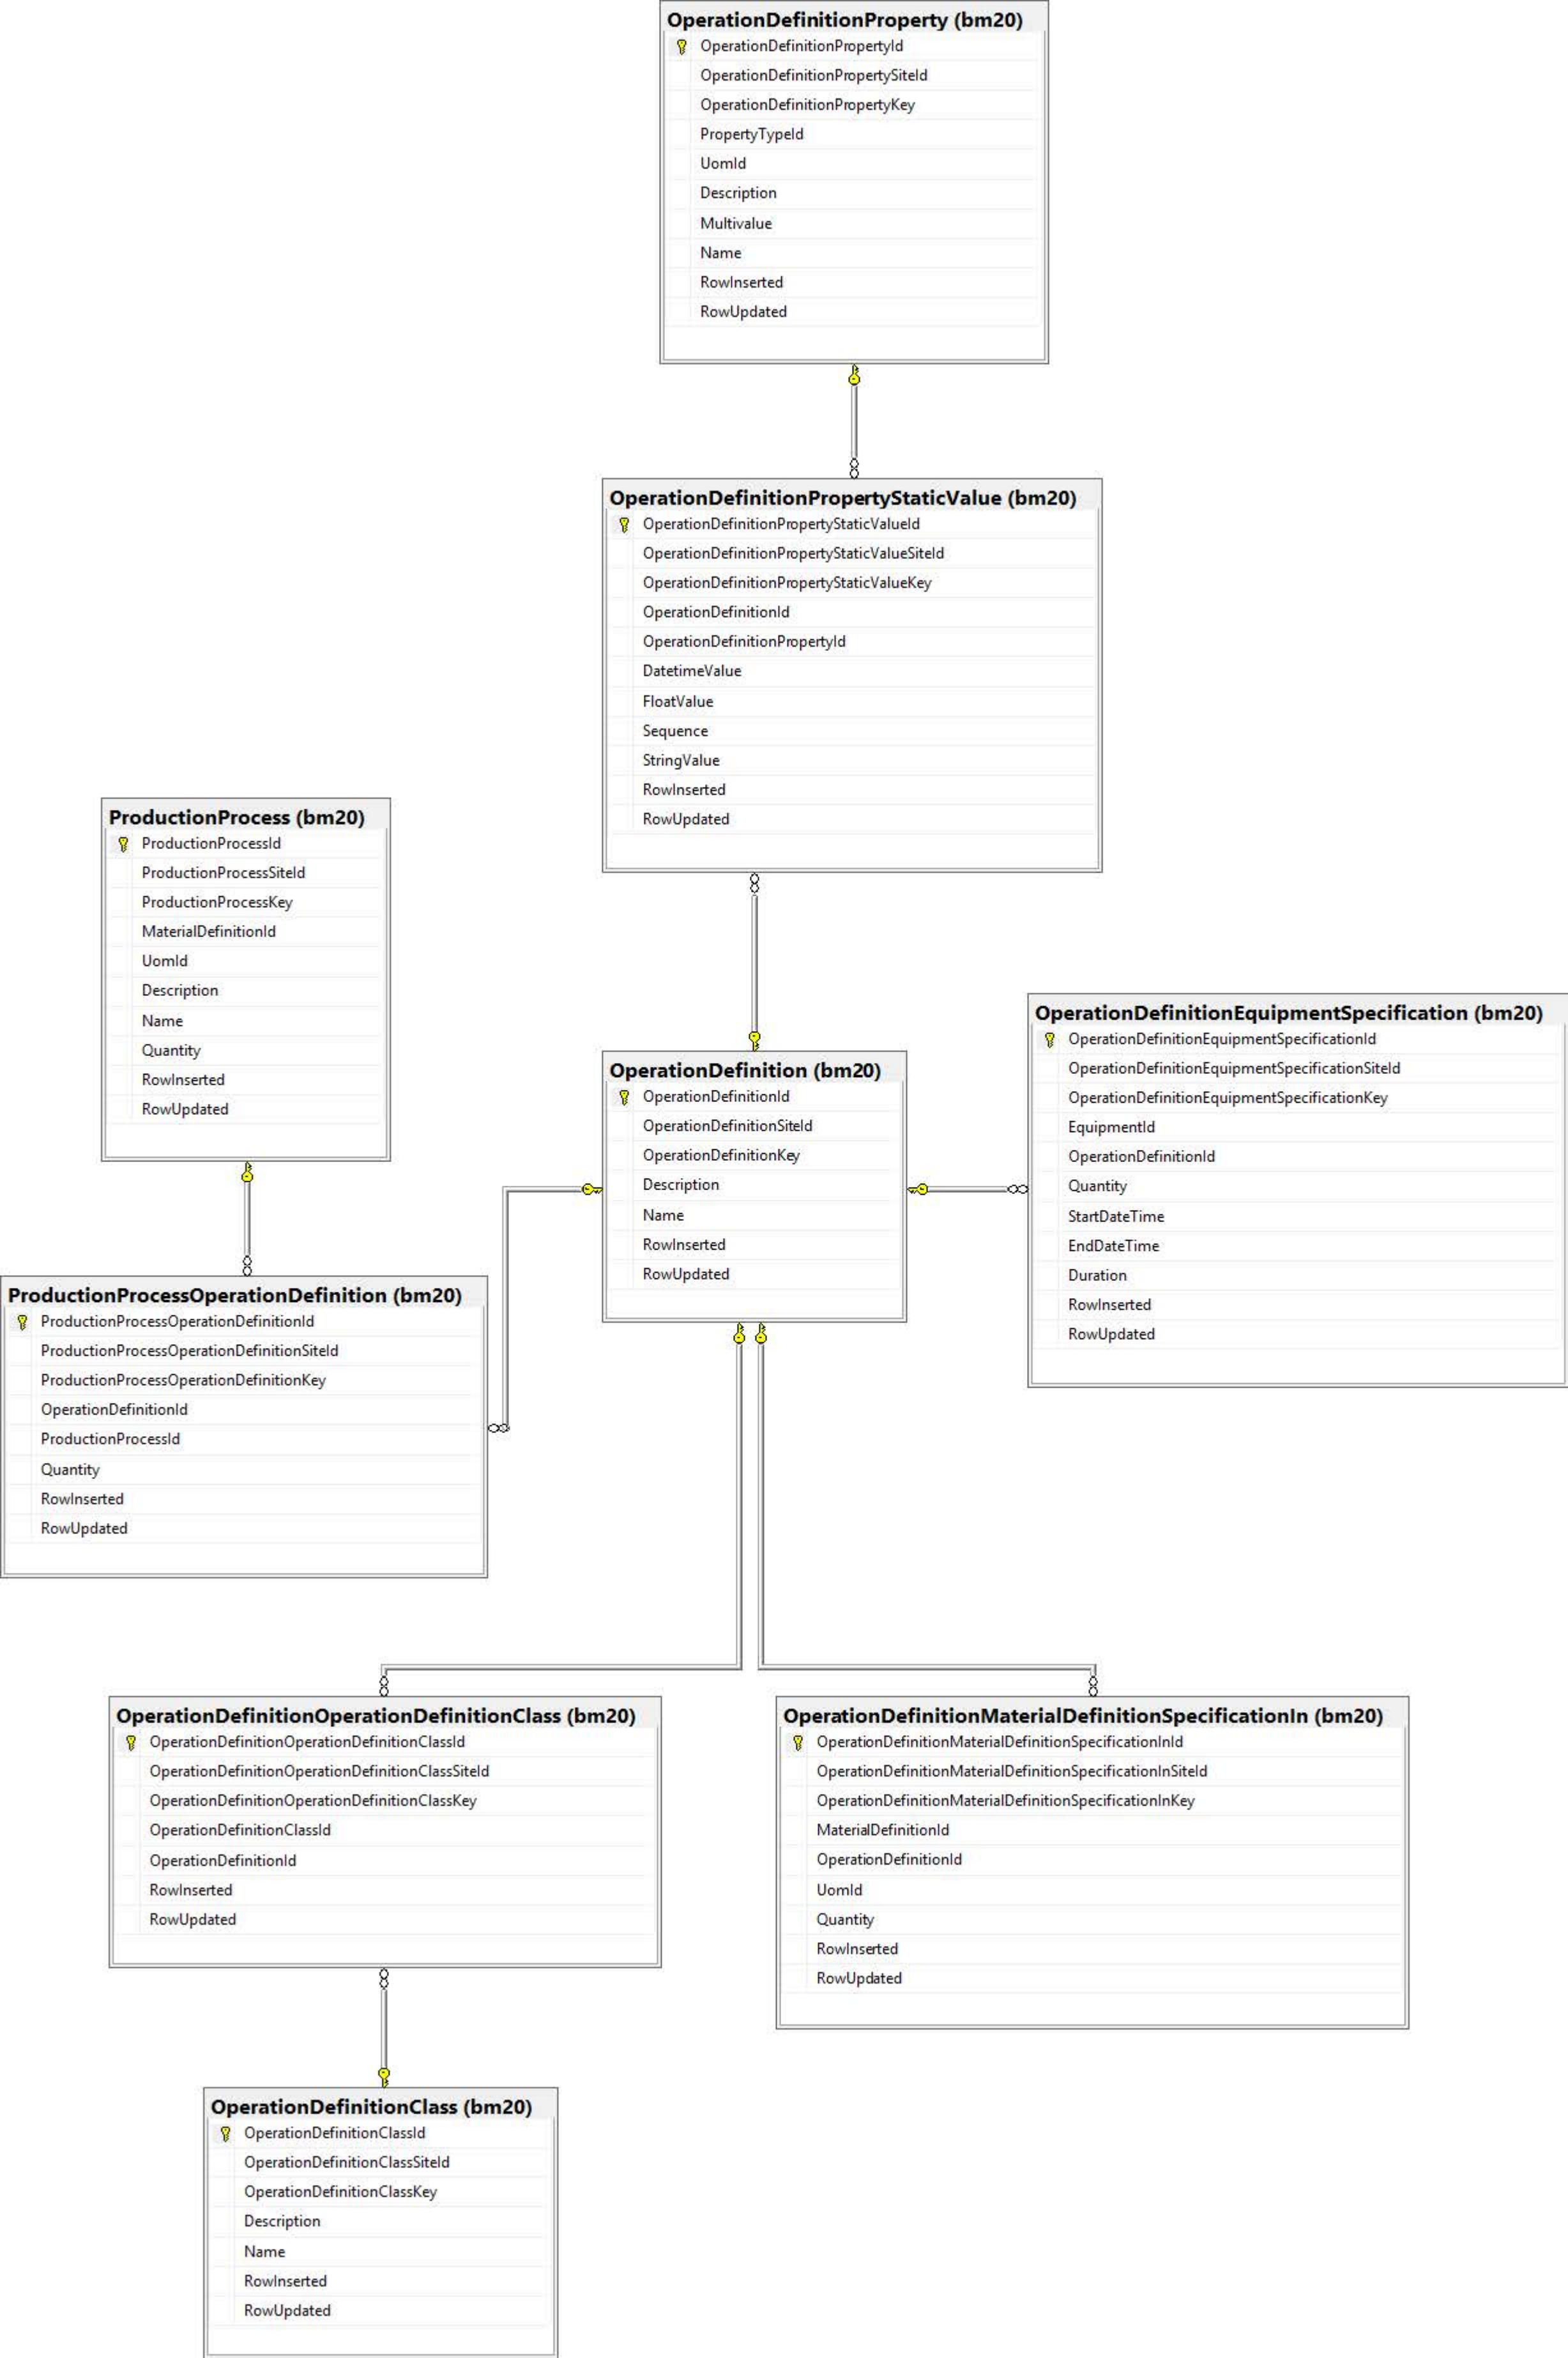 OperationDefinitionProperty (bm20)
OperationDefinitionPropertyId
OperationDefinitionPropertySiteId
OperationDefinitionPropertyKey
PropertyTypeId
UomId
Description
Multivalue
Name
RowInserted
RowUpdated
OperationDefinitionPropertyStaticValue (bm20)
OperationDefinitionPropertyStaticValueId
OperationDefinitionPropertyStaticValueSiteId
OperationDefinitionPropertyStaticValueKey
OperationDefinitionId
OperationDefinitionPropertyId
DatetimeValue
FloatValue
Sequence
StringValue
RowInserted
RowUpdated
ProductionProcess (bm20)
ProductionProcessId
ProductionProcessSiteId
ProductionProcessKey
MaterialDefinitionId
UomId
Description
Name
Quantity
RowInserted
RowUpdated
OperationDefinitionEquipmentSpecification (bm20)
OperationDefinitionEquipmentSpecificationId
OperationDefinitionEquipmentSpecificationSiteId
OperationDefinitionEquipmentSpecificationKey
EquipmentId
OperationDefinitionId
Quantity
StartDateTime
EndDateTime
Duration
RowInserted
RowUpdated
OperationDefinition (bm20)
OperationDefinitionId
OperationDefinitionSiteId
OperationDefinitionKey
Description
Name
RowInserted
RowUpdated
ProductionProcessOperationDefinition (bm20)
ProductionProcessOperationDefinitionId
ProductionProcessOperationDefinitionSiteId
ProductionProcessOperationDefinitionKey
OperationDefinitionId
ProductionProcessId
Quantity
RowInserted
RowUpdated
OperationDefinitionOperationDefinitionClass (bm20)
OperationDefinitionOperationDefinitionClassId
OperationDefinitionOperationDefinitionClassSiteId
OperationDefinitionOperationDefinitionClassKey
OperationDefinitionClassId
OperationDefinitionId
RowInserted
RowUpdated
OperationDefinitionMaterialDefinitionSpecificationIn (bm20)
OperationDefinitionMaterialDefinitionSpecificationInId
OperationDefinitionMaterialDefinitionSpecificationInSiteId
OperationDefinitionMaterialDefinitionSpecificationInKey
MaterialDefinitionId
OperationDefinitionId
UomId
Quantity
RowInserted
RowUpdated
OperationDefinitionClass (bm20)
OperationDefinitionClassId
OperationDefinitionClassSiteId
OperationDefinitionClassKey
Description
Name
RowInserted
RowUpdated